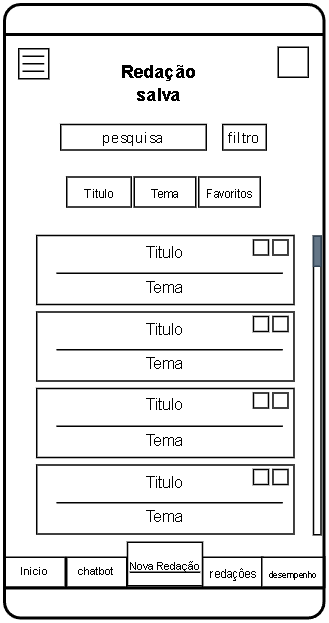 Redação
salva
pesquisa
filtro
Titulo
Tema
Favoritos
Titulo
Tema
Titulo
Tema
Titulo
Tema
Titulo
Tema
Inicio
chatbot
Nova Redação
redações
desempenho